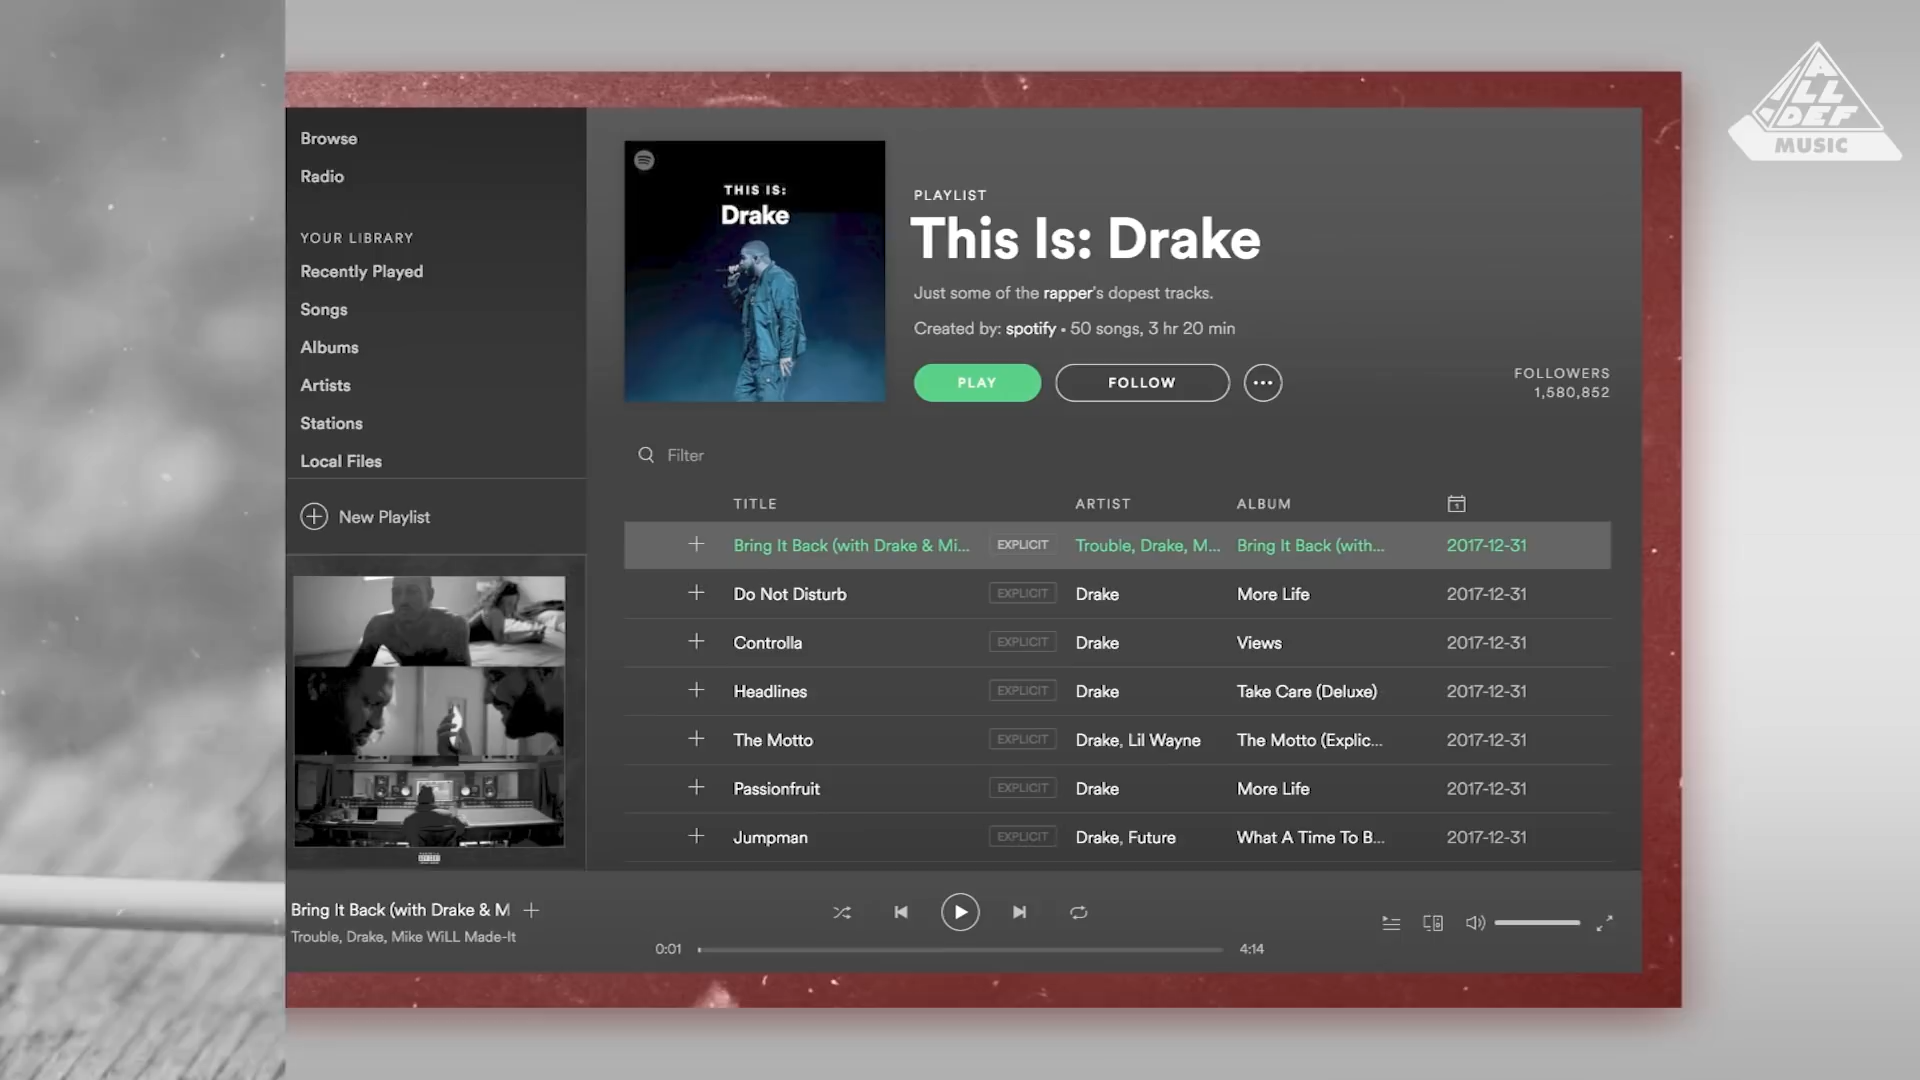 ALL
DEF
MUSIC
Browse
Radio
YOUR LIBRARY
Recently Played
Songs
Albums
Artists
Stations
Local Files
New Playlist
THIS IS:
Drake
PLAYLIST
This Is: Drake
Just some of the rapper's dopest tracks.
Created by: spotify • 50 songs, 3 hr 20 min
PLAY FOLLOW
FOLLOWERS
1,580,852
Filter
TITLE ARTIST ALBUM
Bring It Back (with Drake & Mi... EXPLICIT Trouble, Drake, M... Bring It Back (with... 2017-12-31
Do Not Disturb EXPLICIT Drake More Life 2017-12-31
Controlla EXPLICIT Drake Views 2017-12-31
Headlines EXPLICIT Drake Take Care (Deluxe) 2017-12-31
The Motto EXPLICIT Drake, Lil Wayne The Motto (Explic... 2017-12-31
Passionfruit EXPLICIT Drake More Life 2017-12-31
Jumpman EXPLICIT Drake, Future What A Time To B... 2017-12-31
Bring It Back (with Drake & M
Trouble, Drake, Mike WiLL Made-It
0:01 4:14